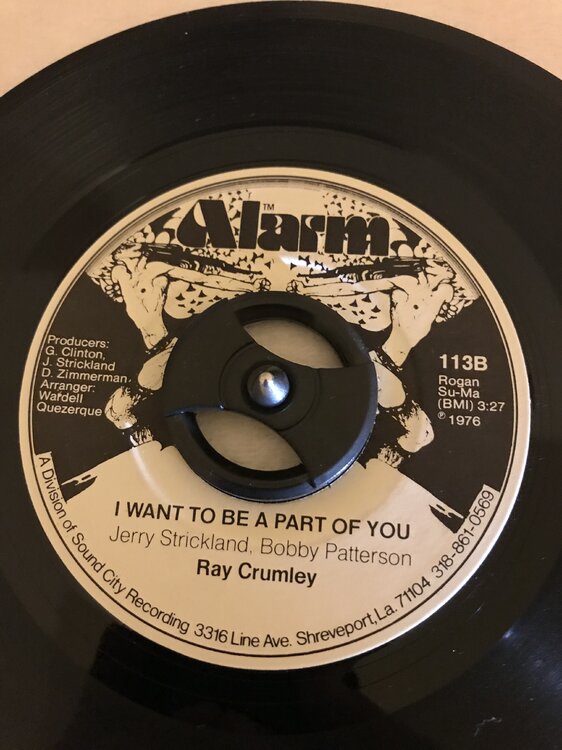 Alarm™
Producers:
G. Clinton,
J. Strickland
D. Zimmerman,
Arranger:
Wardell
Quezerque
113B
Rogan
Su-Ma
(BMI) 3:27
℗ 1976
I WANT TO BE A PART OF YOU
Jerry Strickland, Bobby Patterson
Ray Crumley
A Division of Sound City Recording 3316 Line Ave. Shreveport, La. 71104 318-861-0569